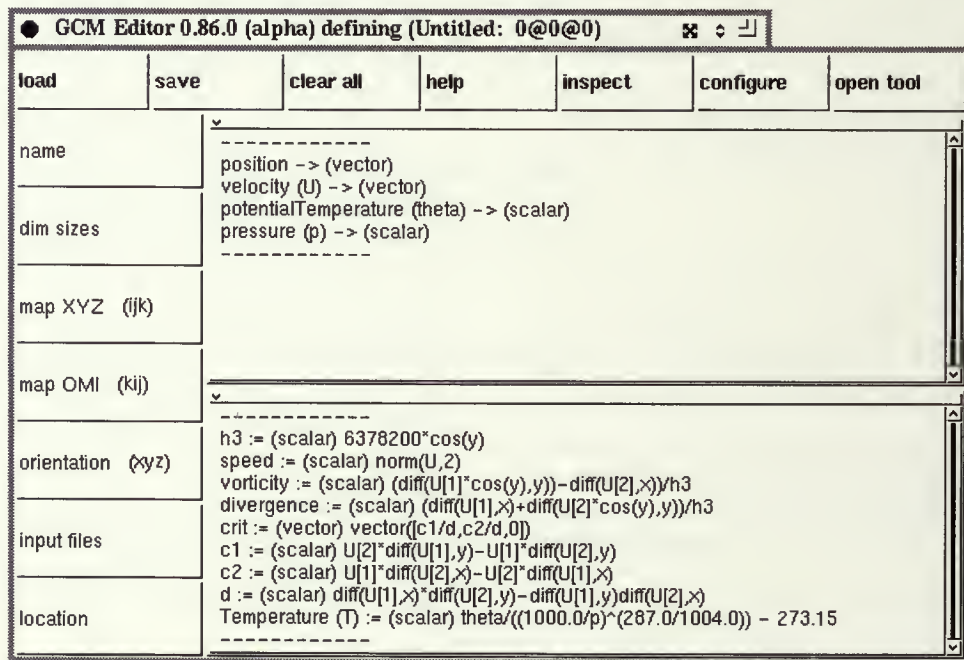 GCM Editor 0.86.0 (alpha) defining (Untitled: 0@0@0)
load save clear all help inspect configure open tool
name
dim sizes
map XYZ (ijk)
map OMI (kij)
orientation (xyz)
input files
location
-------------
position -> (vector)
velocity (U) -> (vector)
potentialTemperature (theta) -> (scalar)
pressure (p) -> (scalar)
-------------
-------------
h3 := (scalar) 6378200*cos(y)
speed := (scalar) norm(U,2)
vorticity := (scalar) (diff(U[1]*cos(y),y))-diff(U[2],x))/h3
divergence := (scalar) (diff(U[1],x)+diff(U[2]*cos(y),y))/h3
crit := (vector) vector([c1/d,c2/d,0])
c1 := (scalar) U[2]*diff(U[1],y)-U[1]*diff(U[2],y)
c2 := (scalar) U[1]*diff(U[2],x)-U[2]*diff(U[1],x)
d := (scalar) diff(U[1],x)*diff(U[2],y)-diff(U[1],y)diff(U[2],x)
Temperature (T) := (scalar) theta/((1000.0/p)^(287.0/1004.0)) - 273.15
-------------